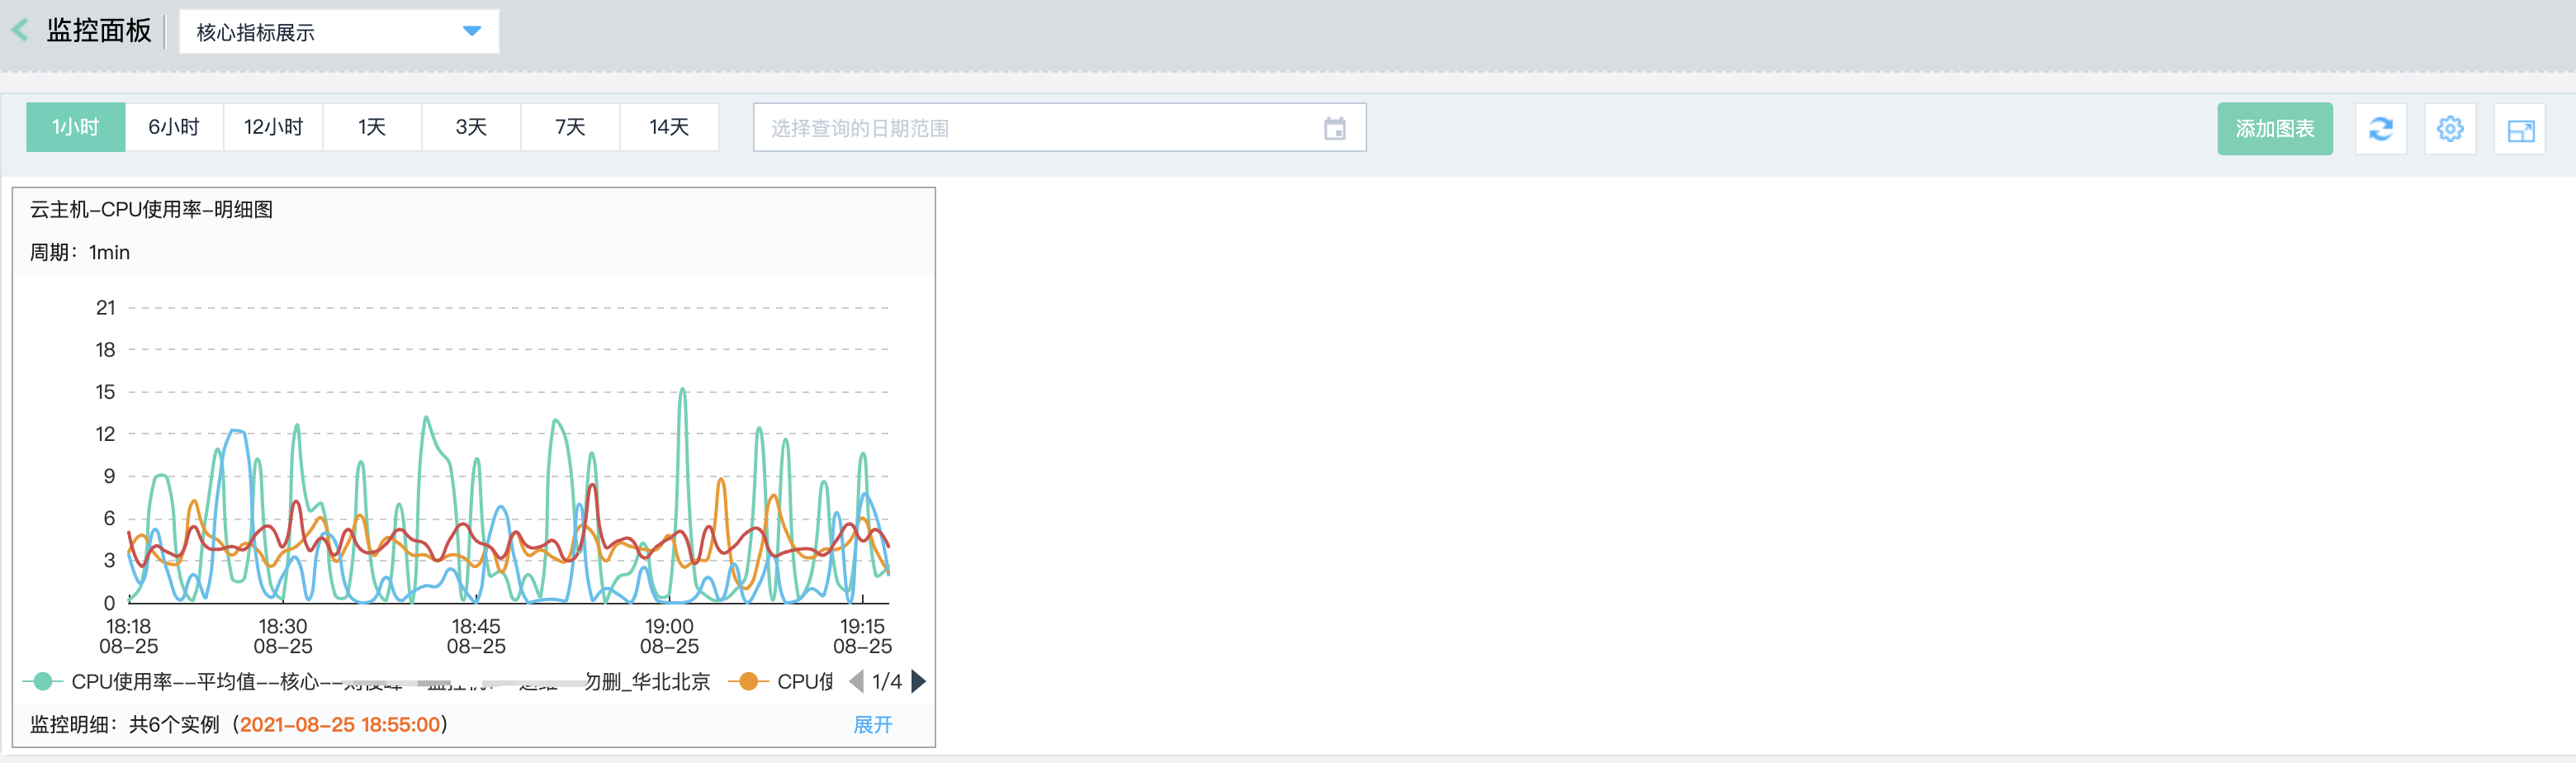 监控面板
核心指标展示
1小时 6小时 12小时 1天 3天 7天 14天
选择查询的日期范围
添加图表
云主机-CPU使用率-明细图
周期：1min
21
18
15
12
9
6
3
0
18:18 18:30 18:45 19:00 19:15
08-25 08-25 08-25 08-25 08-25
CPU使用率--平均值--核心-- 勿删_华北北京 CPU使 1/4
监控明细：共6个实例（2021-08-25 18:55:00） 展开